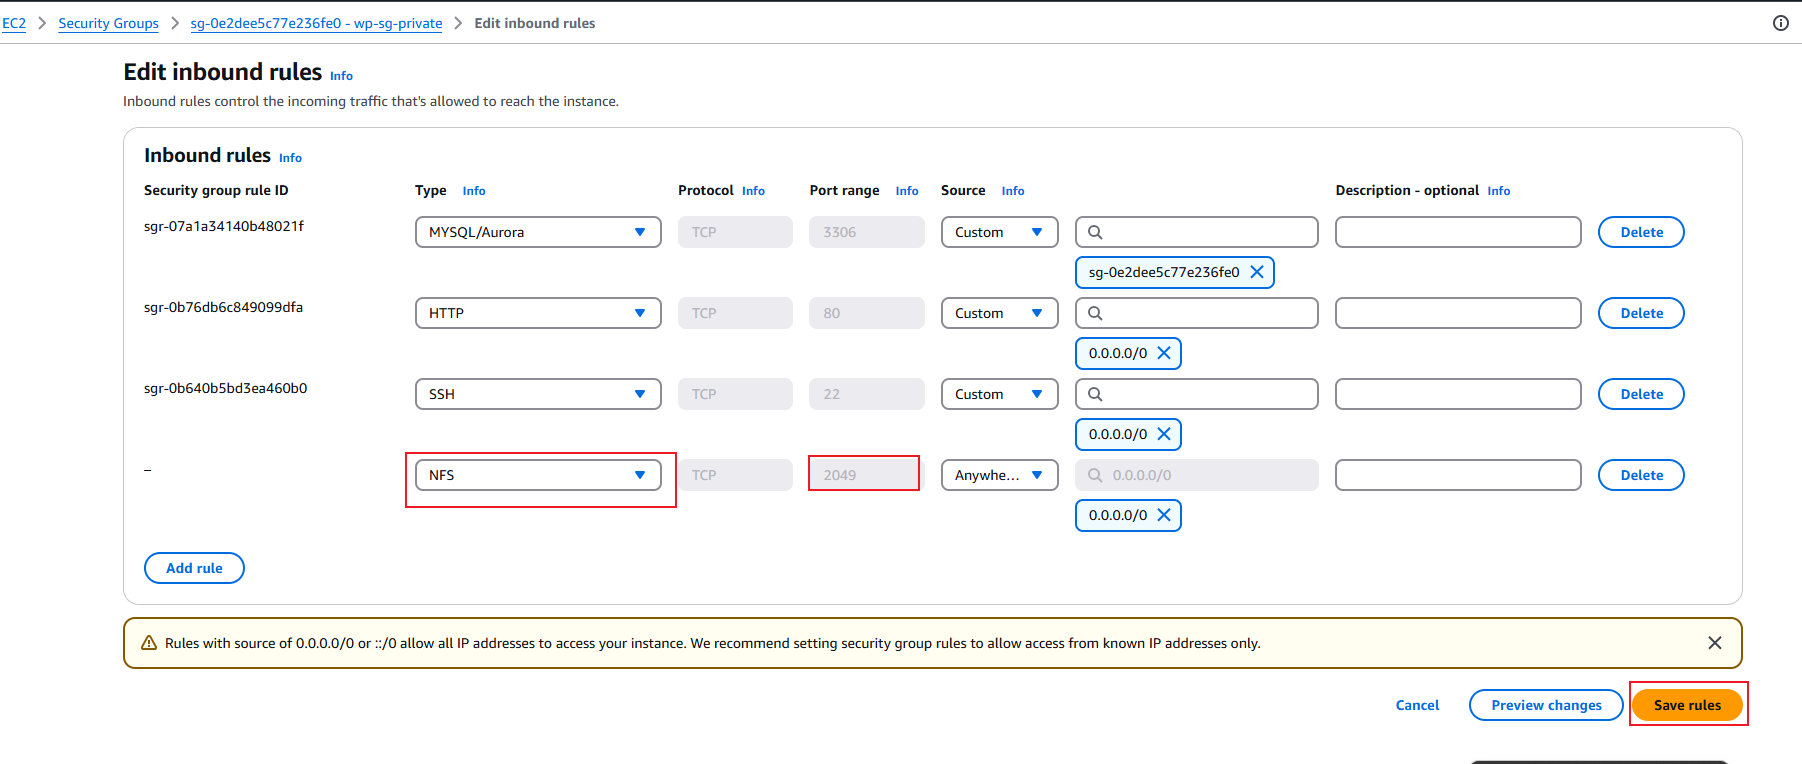 EC2 > Security Groups > sg-0e2dee5c77e236fe0 - wp-sg-private > Edit inbound rules
Edit inbound rules Info
Inbound rules control the incoming traffic that's allowed to reach the instance.
Inbound rules Info
Security group rule ID Type Info Protocol Info Port range Info Source Info Description - optional Info
sgr-07a1a34140b48021f MYSQL/Aurora TCP 3306 Custom Delete
sg-0e2dee5c77e236fe0
sgr-0b76db6c849099dfa HTTP TCP 80 Custom Delete
0.0.0.0/0
sgr-0b640b5bd3ea460b0 SSH TCP 22 Custom Delete
0.0.0.0/0
– NFS TCP 2049 Anywhe... 0.0.0.0/0 Delete
0.0.0.0/0
Add rule
Rules with source of 0.0.0.0/0 or ::/0 allow all IP addresses to access your instance. We recommend setting security group rules to allow access from known IP addresses only.
Cancel Preview changes Save rules